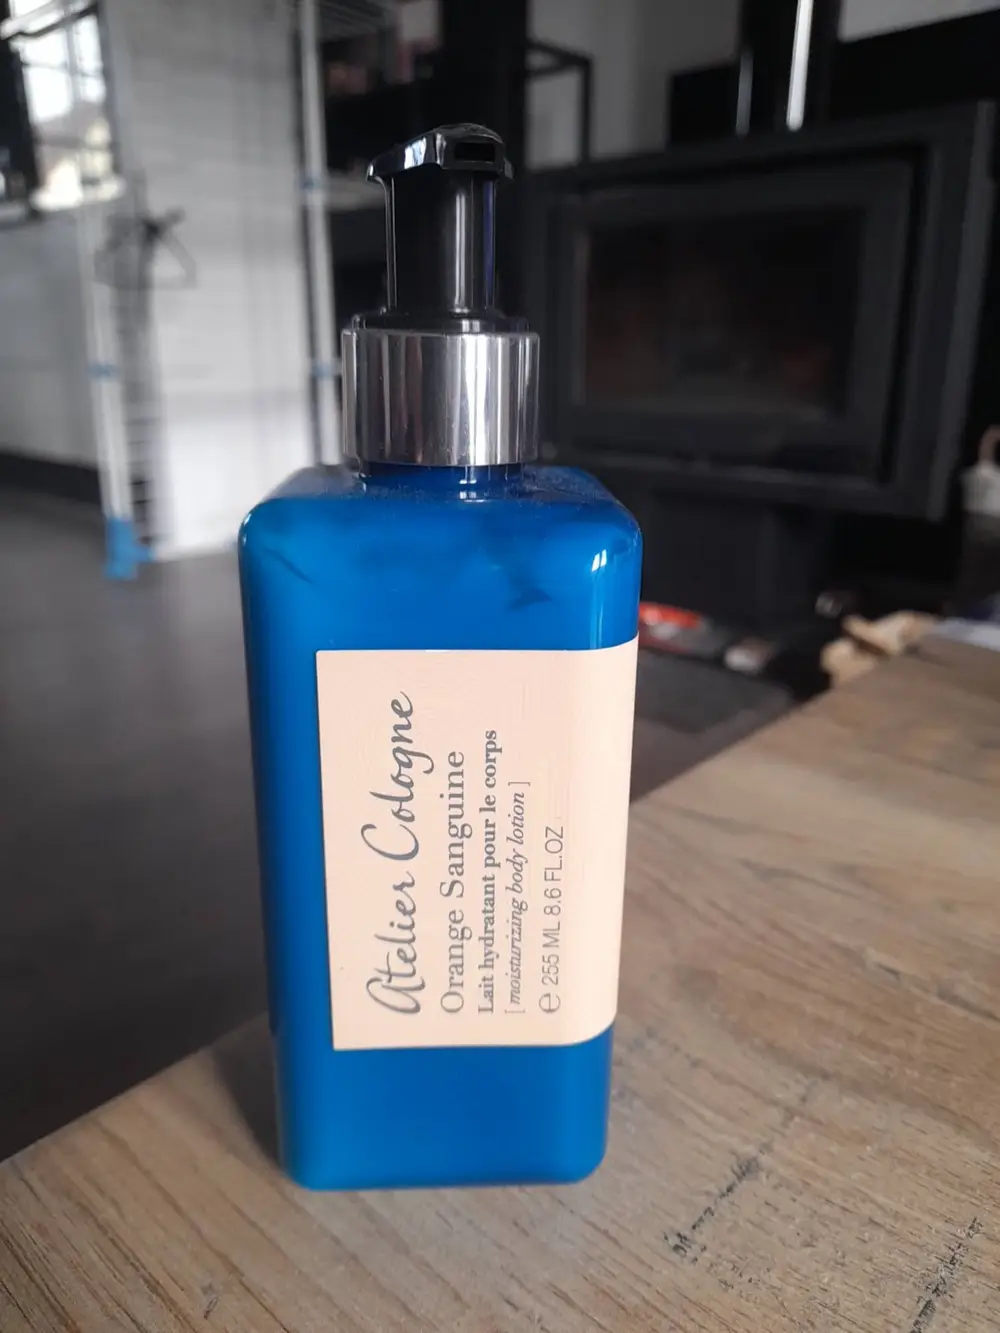 Atelier Cologne
Orange Sanguine
Lait hydratant pour le corps
[ moisturizing body lotion ]
℮ 255 ML 8.6 FL.OZ